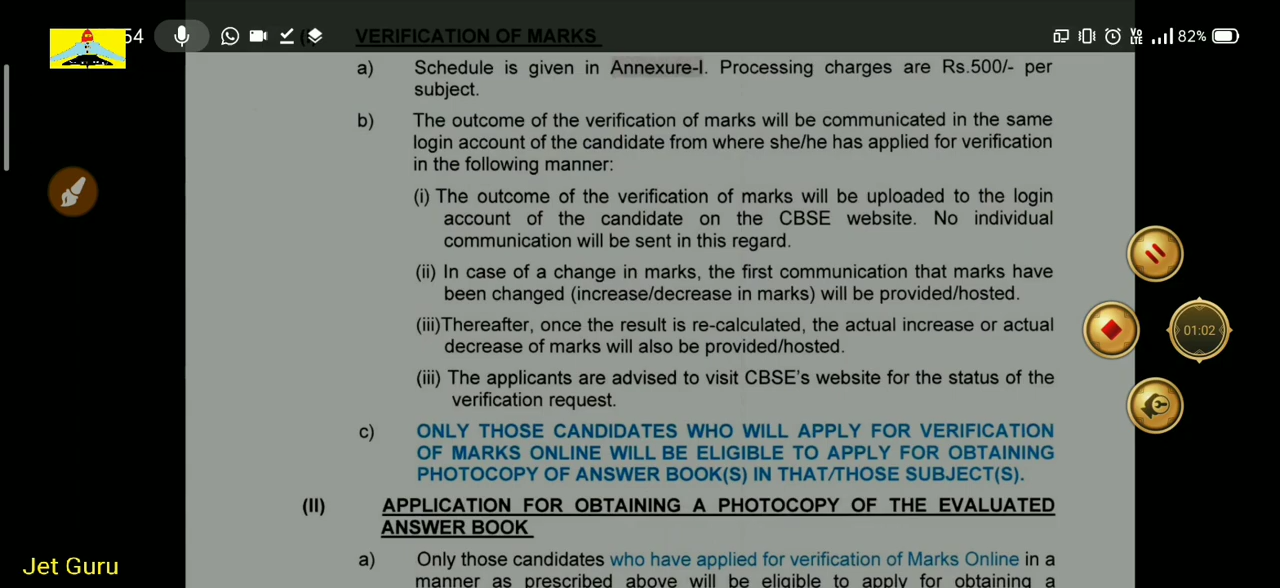 54
82%
VERIFICATION OF MARKS
a) Schedule is given in Annexure-I. Processing charges are Rs.500/- per
subject.
b) The outcome of the verification of marks will be communicated in the same
login account of the candidate from where she/he has applied for verification
in the following manner:
(i) The outcome of the verification of marks will be uploaded to the login
account of the candidate on the CBSE website. No individual
communication will be sent in this regard.
(ii) In case of a change in marks, the first communication that marks have
been changed (increase/decrease in marks) will be provided/hosted.
(iii)Thereafter, once the result is re-calculated, the actual increase or actual
decrease of marks will also be provided/hosted.
(iii) The applicants are advised to visit CBSE's website for the status of the
verification request.
c) ONLY THOSE CANDIDATES WHO WILL APPLY FOR VERIFICATION
OF MARKS ONLINE WILL BE ELIGIBLE TO APPLY FOR OBTAINING
PHOTOCOPY OF ANSWER BOOK(S) IN THAT/THOSE SUBJECT(S).
(II) APPLICATION FOR OBTAINING A PHOTOCOPY OF THE EVALUATED
ANSWER BOOK
a) Only those candidates who have applied for verification of Marks Online in a
manner as prescribed above will be eligible to apply for obtaining a
01:02
Jet Guru